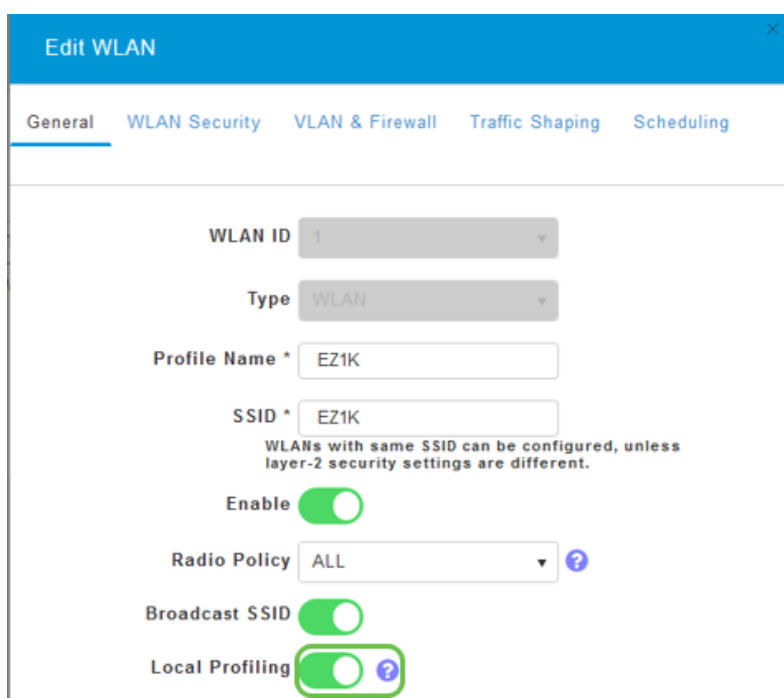 Edit WLAN
General WLAN Security VLAN & Firewall Traffic Shaping Scheduling
WLAN ID 1
Type WLAN
Profile Name * EZ1K
SSID * EZ1K
WLANs with same SSID can be configured, unless
layer-2 security settings are different.
Enable
Radio Policy ALL ?
Broadcast SSID
Local Profiling ?